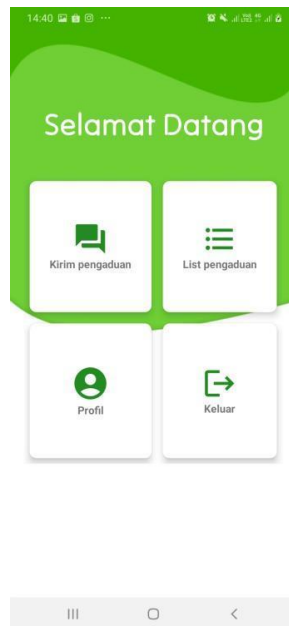 14:40
Selamat Datang
Kirim pengaduan
List pengaduan
Profil
Keluar